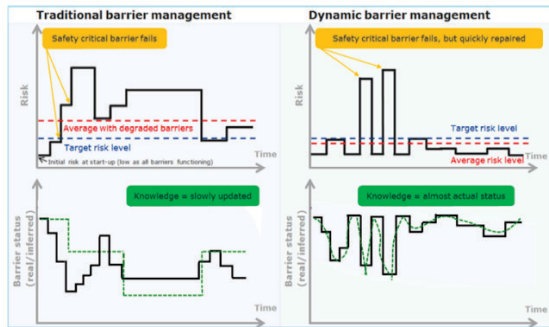 Traditional barrier management
Dynamic barrier management
Safety critical barrier fails
Safety critical barrier fails, but quickly repaired
Risk
Average with degraded barriers
Target risk level
Initial risk at start-up (low as all barriers functioning)
Time
Risk
Target risk level
Average risk level
Time
Knowledge = slowly updated
Knowledge = almost actual status
Barrier status
(real/inferred)
Time
Barrier status
(real/inferred)
Time